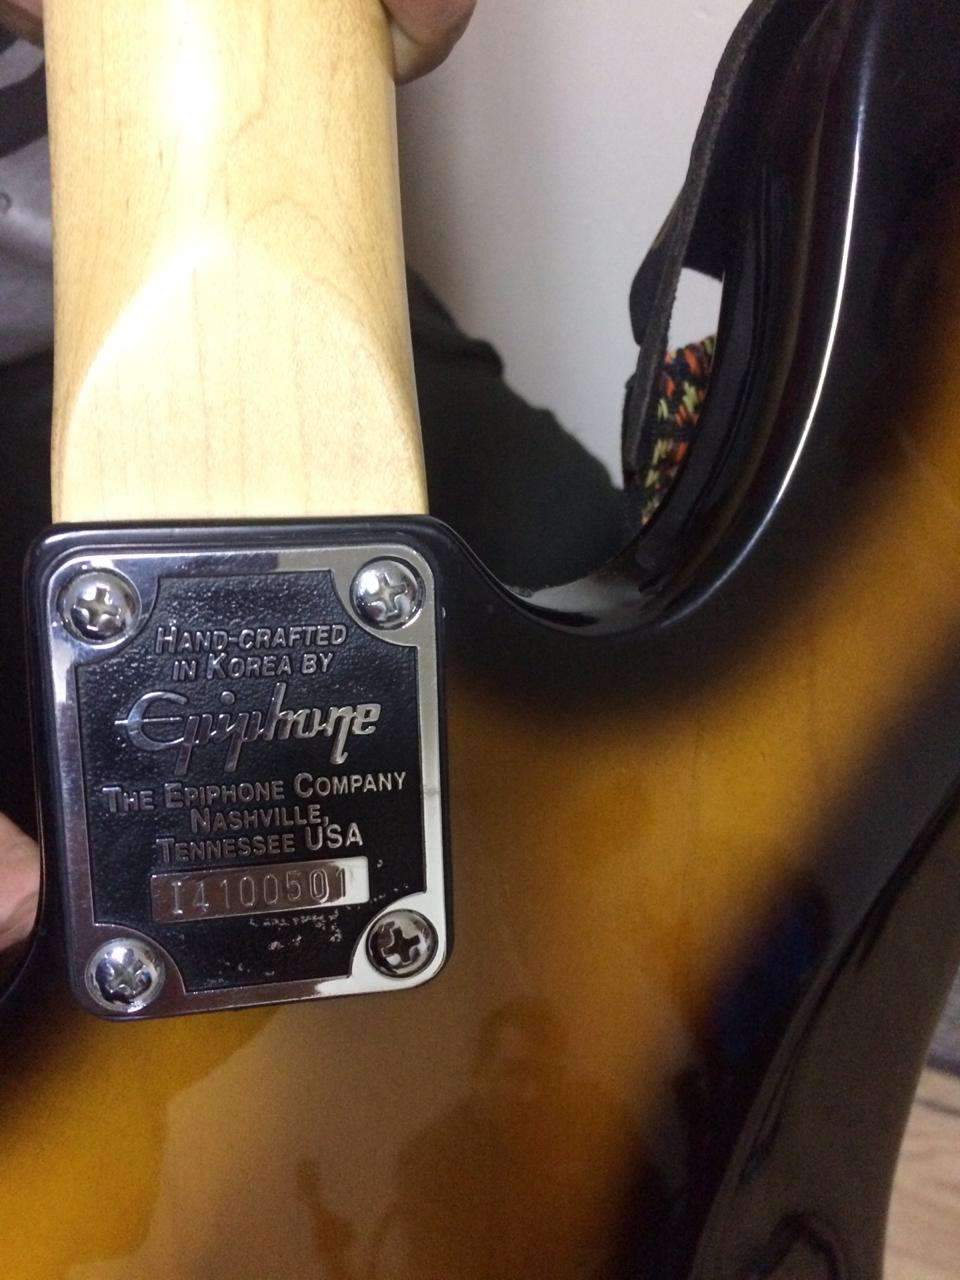 HAND-CRAFTED
IN KOREA BY
Epiphone
THE EPIPHONE COMPANY
NASHVILLE,
TENNESSEE USA
I4100501